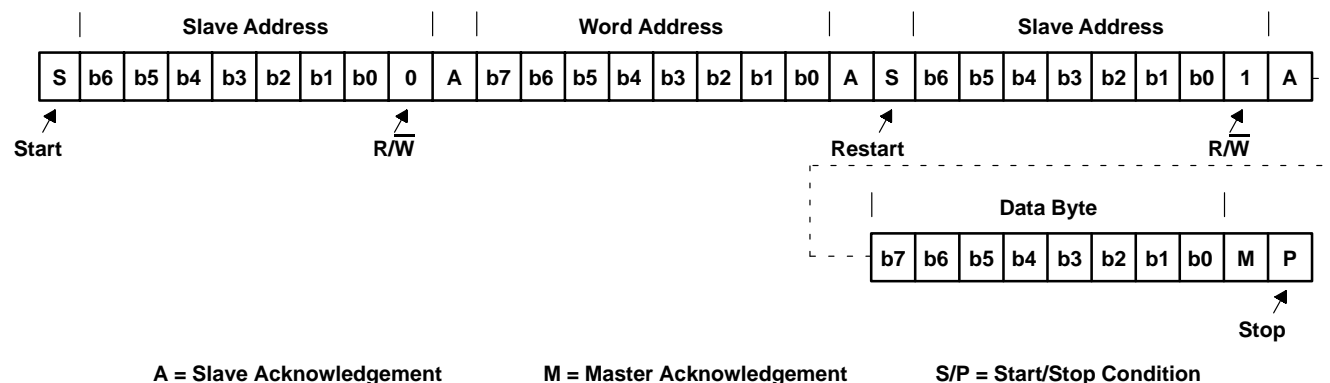 Slave Address Word Address Slave Address
S b6 b5 b4 b3 b2 b1 b0 0 A b7 b6 b5 b4 b3 b2 b1 b0 A S b6 b5 b4 b3 b2 b1 b0 1 A
Start R/W̅ Restart R/W̅
Data Byte
b7 b6 b5 b4 b3 b2 b1 b0 M P
Stop
A = Slave Acknowledgement M = Master Acknowledgement S/P = Start/Stop Condition